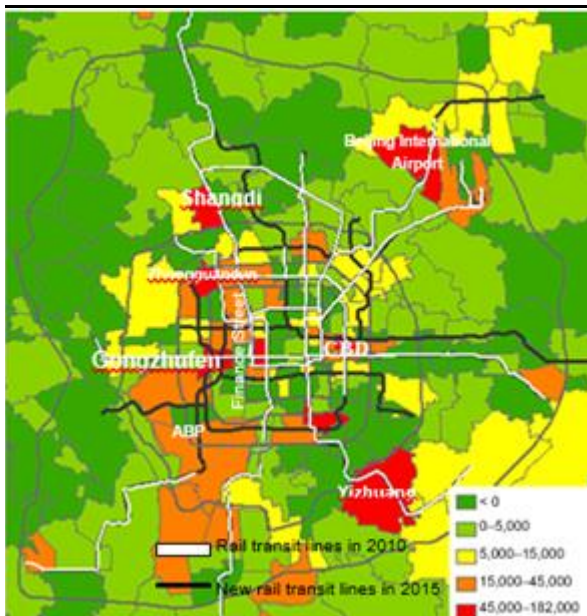 Beijing International
Airport
Shangdi
Zhongguancun
Financial Street
CBD
Gongzhufen
ABP
Yizhuang
< 0
0–5,000
5,000–15,000
15,000–45,000
45,000–182,000
Rail transit lines in 2010
New rail transit lines in 2015